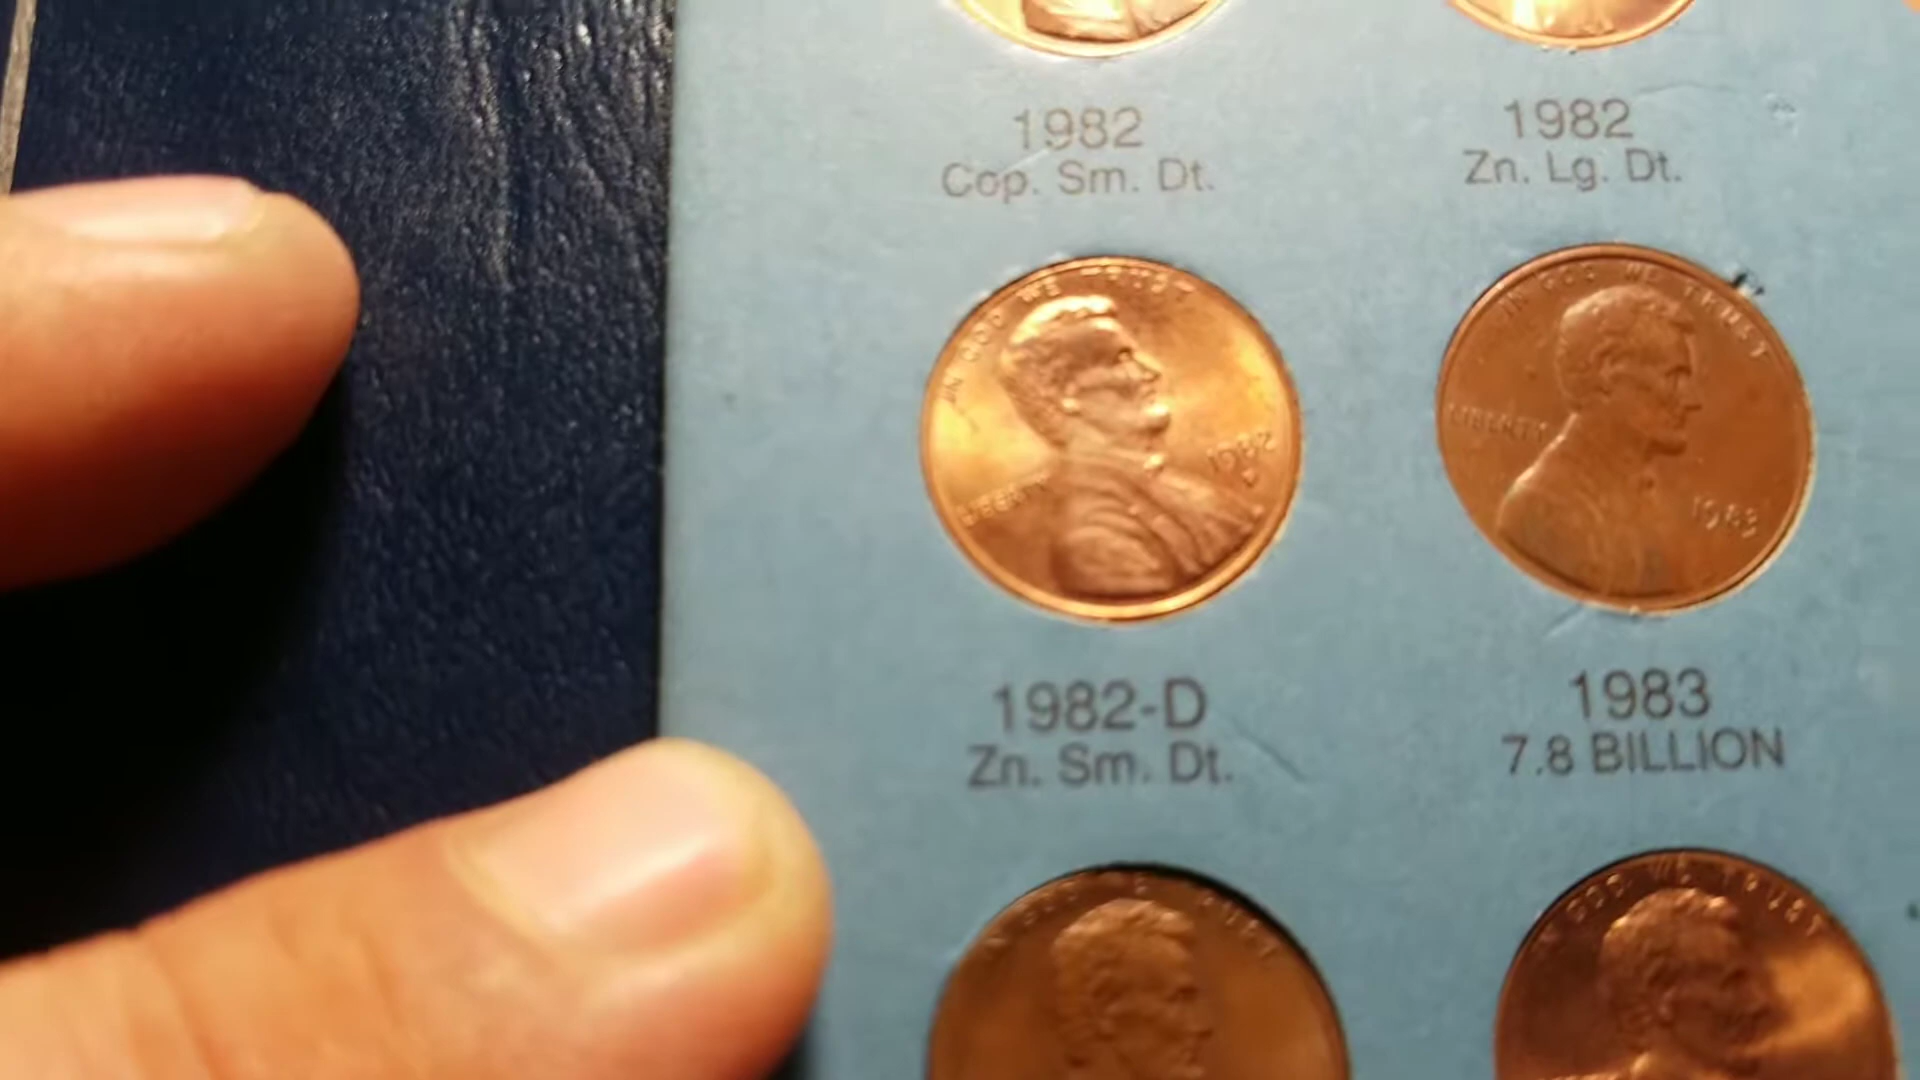 1982
Cop. Sm. Dt.
1982
Zn. Lg. Dt.
IN GOD WE TRUST
LIBERTY
1982
D
IN GOD WE TRUST
LIBERTY
1983
1982-D
Zn. Sm. Dt.
1983
7.8 BILLION
GOD WE TRUST